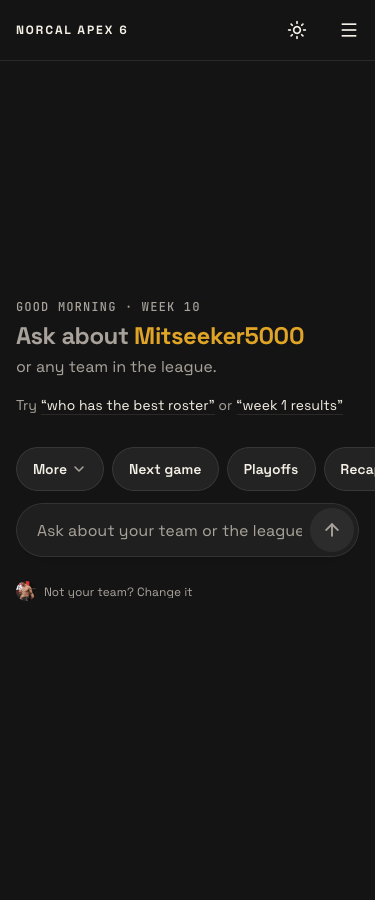 NORCAL APEX 6
GOOD MORNING · WEEK 10
Ask about Mitseeker5000
or any team in the league.
Try “who has the best roster” or “week 1 results”
More
Next game
Playoffs
Reca
Ask about your team or the league
Not your team? Change it